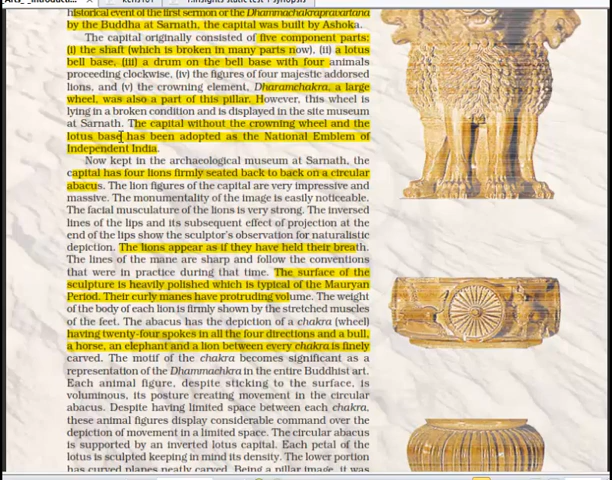 Arts_-_Introduc...
historical event of the first sermon or the Dhammachakrapravartana
by the Buddha at Sarnath, the capital was built by Ashoka.
The capital originally consisted of five component parts:
(i) the shaft (which is broken in many parts now), (ii) a lotus
bell base, (iii) a drum on the bell base with four animals
proceeding clockwise, (iv) the figures of four majestic addorsed
lions, and (v) the crowning element, Dharamchakra, a large
wheel, was also a part of this pillar. However, this wheel is
lying in a broken condition and is displayed in the site museum
at Sarnath. The capital without the crowning wheel and the
lotus base has been adopted as the National Emblem of
Independent India.
Now kept in the archaeological museum at Sarnath, the
capital has four lions firmly seated back to back on a circular
abacus. The lion figures of the capital are very impressive and
massive. The monumentality of the image is easily noticeable.
The facial musculature of the lions is very strong. The inversed
lines of the lips and its subsequent effect of projection at the
end of the lips show the sculptor's observation for naturalistic
depiction. The lions appear as if they have held their breath.
The lines of the mane are sharp and follow the conventions
that were in practice during that time. The surface of the
sculpture is heavily polished which is typical of the Mauryan
Period. Their curly manes have protruding volume. The weight
of the body of each lion is firmly shown by the stretched muscles
of the feet. The abacus has the depiction of a chakra (wheel)
having twenty-four spokes in all the four directions and a bull,
a horse, an elephant and a lion between every chakra is finely
carved. The motif of the chakra becomes significant as a
representation of the Dhammachkra in the entire Buddhist art.
Each animal figure, despite sticking to the surface, is
voluminous, its posture creating movement in the circular
abacus. Despite having limited space between each chakra,
these animal figures display considerable command over the
depiction of movement in a limited space. The circular abacus
is supported by an inverted lotus capital. Each petal of the
lotus is sculpted keeping in mind its density. The lower portion
has curved planes neatly carved. Being a pillar image, it was